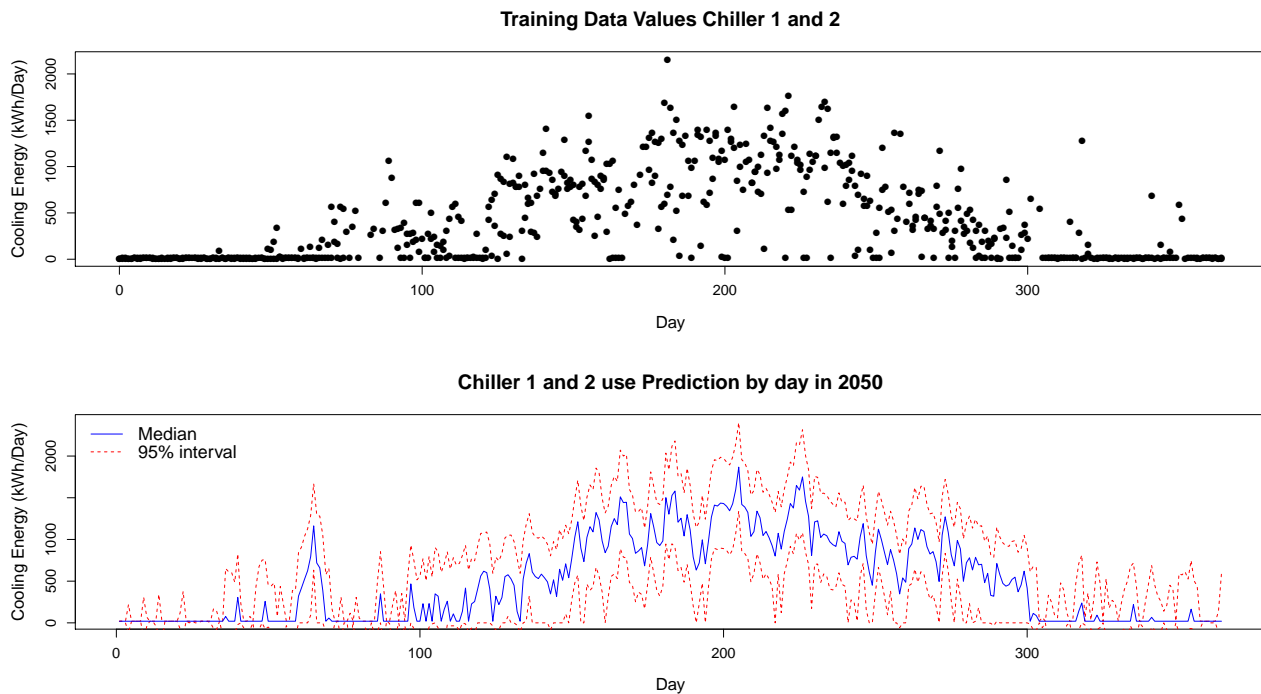 Training Data Values Chiller 1 and 2
Cooling Energy (kWh/Day)
2000
1500
1000
500
0
0 100 200 300
Day
Chiller 1 and 2 use Prediction by day in 2050
Cooling Energy (kWh/Day)
2000
1000
500
0
Median
95% interval
0 100 200 300
Day